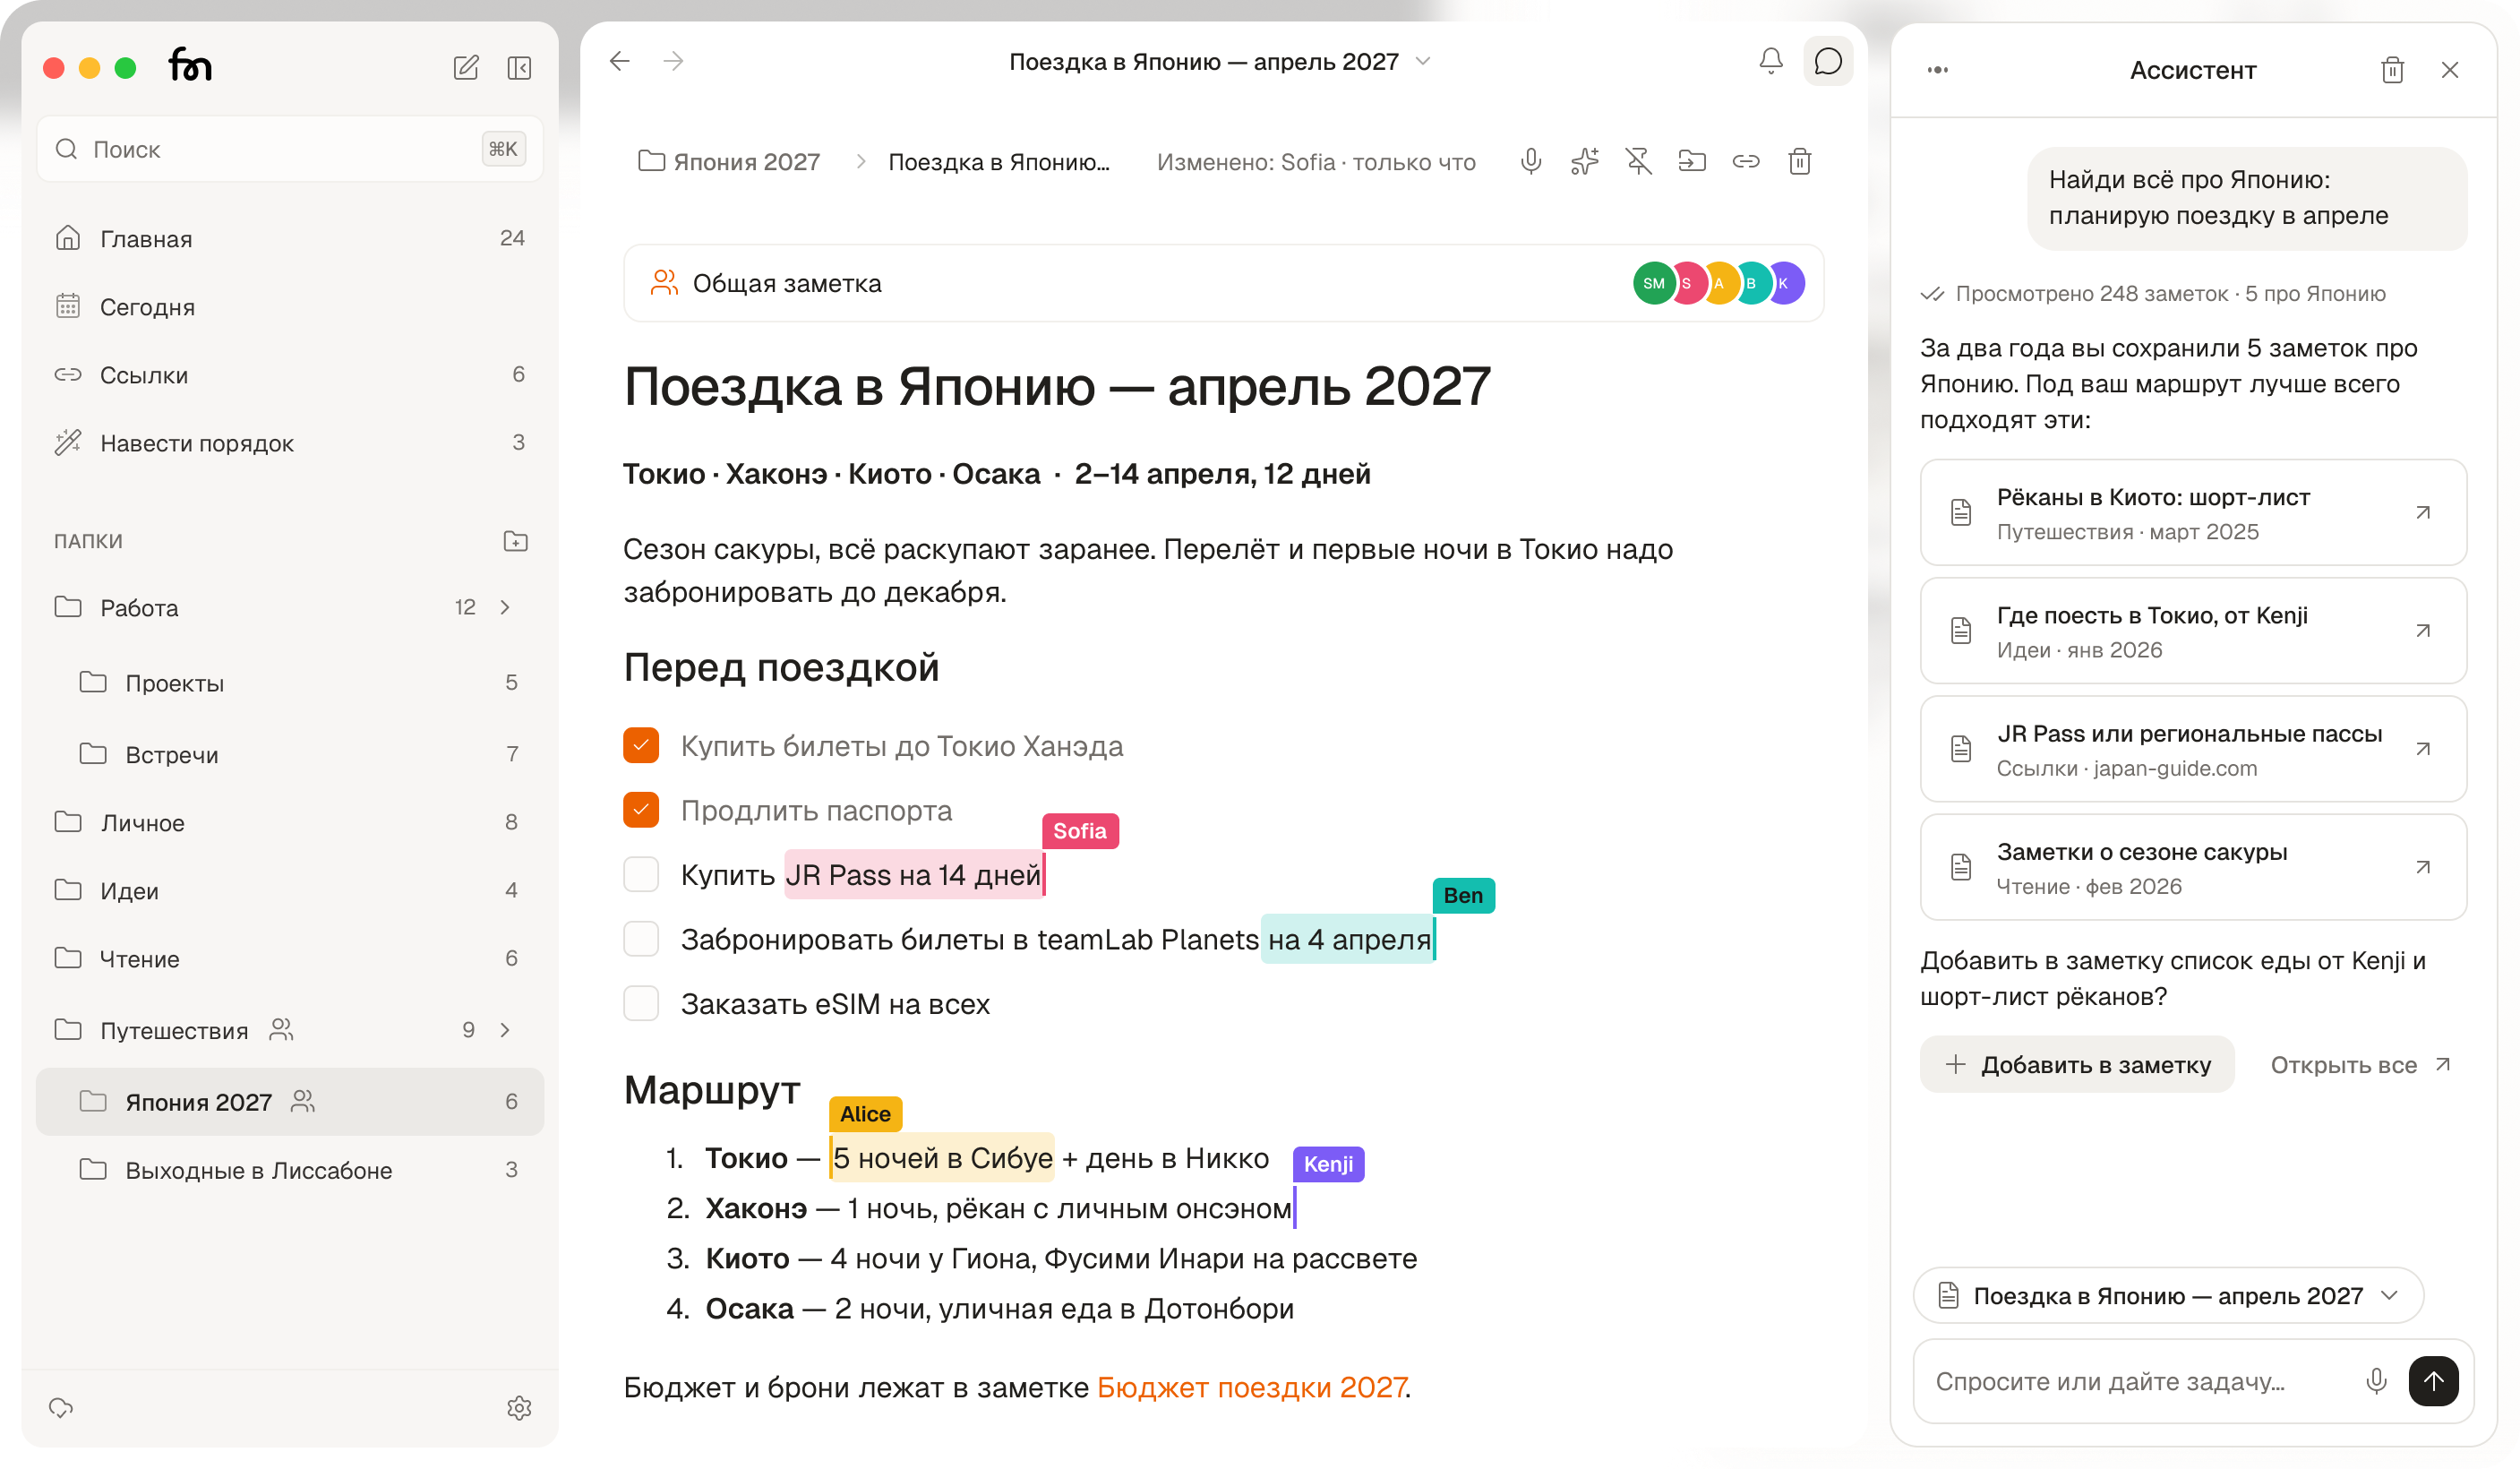 fn
Поиск
⌘K
Главная 24
Сегодня
Ссылки 6
Навести порядок 3
ПАПКИ
Работа 12
Проекты 5
Встречи 7
Личное 8
Идеи 4
Чтение 6
Путешествия 9
Япония 2027 6
Выходные в Лиссабоне 3
Поездка в Японию — апрель 2027
Япония 2027
Поездка в Японию...
Изменено: Sofia · только что
Общая заметка
SM S A B K
Поездка в Японию — апрель 2027
Токио · Хаконэ · Киото · Осака · 2–14 апреля, 12 дней
Сезон сакуры, всё раскупают заранее. Перелёт и первые ночи в Токио надо
забронировать до декабря.
Перед поездкой
Купить билеты до Токио Ханэда
Продлить паспорта
Sofia
Купить JR Pass на 14 дней
Ben
Забронировать билеты в teamLab Planets на 4 апреля
Заказать eSIM на всех
Маршрут
Alice
1. Токио — 5 ночей в Сибуе + день в Никко
Kenji
2. Хаконэ — 1 ночь, рёкан с личным онсэном
3. Киото — 4 ночи у Гиона, Фусими Инари на рассвете
4. Осака — 2 ночи, уличная еда в Дотонбори
Бюджет и брони лежат в заметке Бюджет поездки 2027.
Ассистент
Найди всё про Японию:
планирую поездку в апреле
Просмотрено 248 заметок · 5 про Японию
За два года вы сохранили 5 заметок про
Японию. Под ваш маршрут лучше всего
подходят эти:
Рёканы в Киото: шорт-лист
Путешествия · март 2025
Где поесть в Токио, от Kenji
Идеи · янв 2026
JR Pass или региональные пассы
Ссылки · japan-guide.com
Заметки о сезоне сакуры
Чтение · фев 2026
Добавить в заметку список еды от Kenji и
шорт-лист рёканов?
Добавить в заметку
Открыть все
Поездка в Японию — апрель 2027
Спросите или дайте задачу...